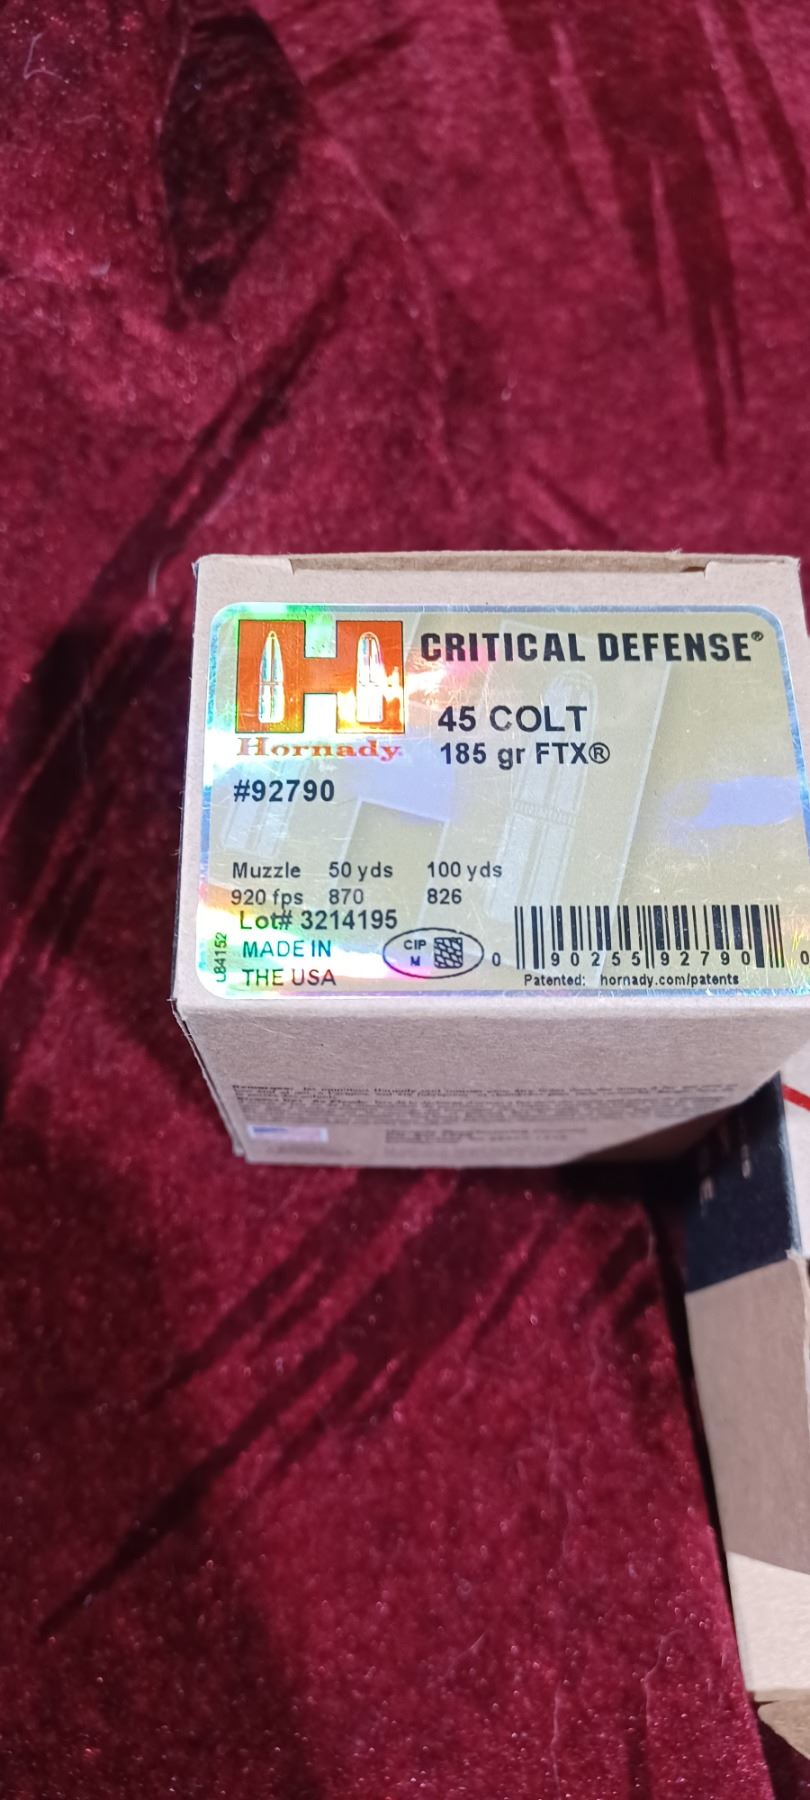 CRITICAL DEFENSE®
45 COLT
Hornady
185 gr FTX®
#92790
Muzzle 50 yds 100 yds
920 fps 870 826
Lot# 3214195
MADE IN
THE USA
L84152
CIP
M
0 90255 92790 0
Patented: hornady.com/patents